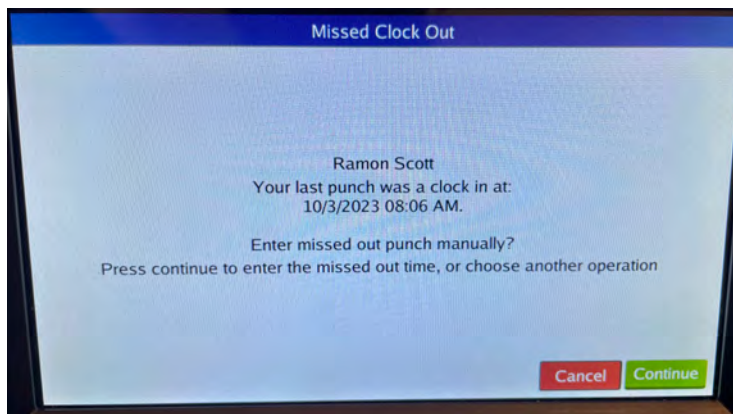 Missed Clock Out
Ramon Scott
Your last punch was a clock in at:
10/3/2023 08:06 AM.
Enter missed out punch manually?
Press continue to enter the missed out time, or choose another operation
Cancel Continue